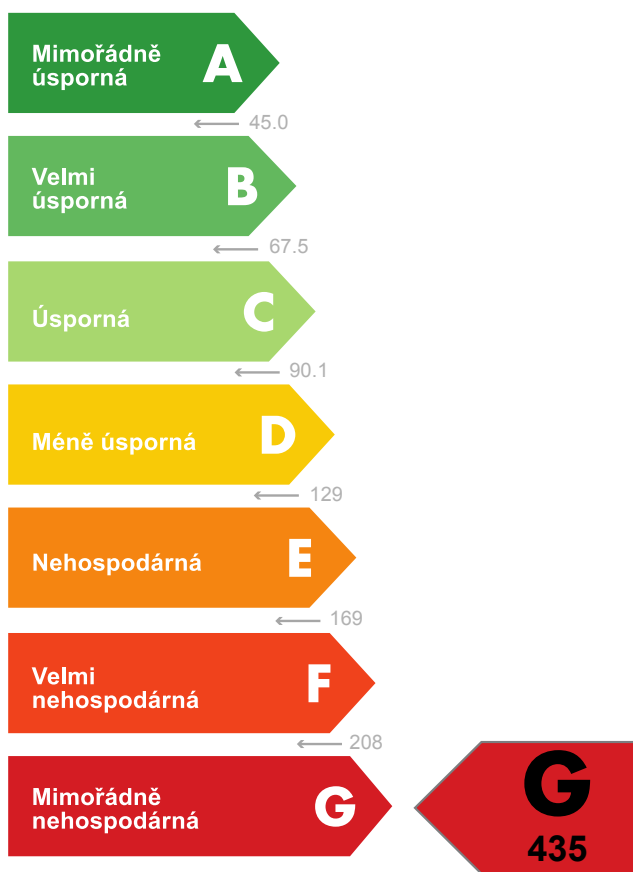 Mimořádně
úsporná
A
45.0
Velmi
úsporná
B
67.5
Úsporná
C
90.1
Méně úsporná
D
129
Nehospodárná
E
169
Velmi
nehospodárná
F
208
Mimořádně
nehospodárná
G
G
435